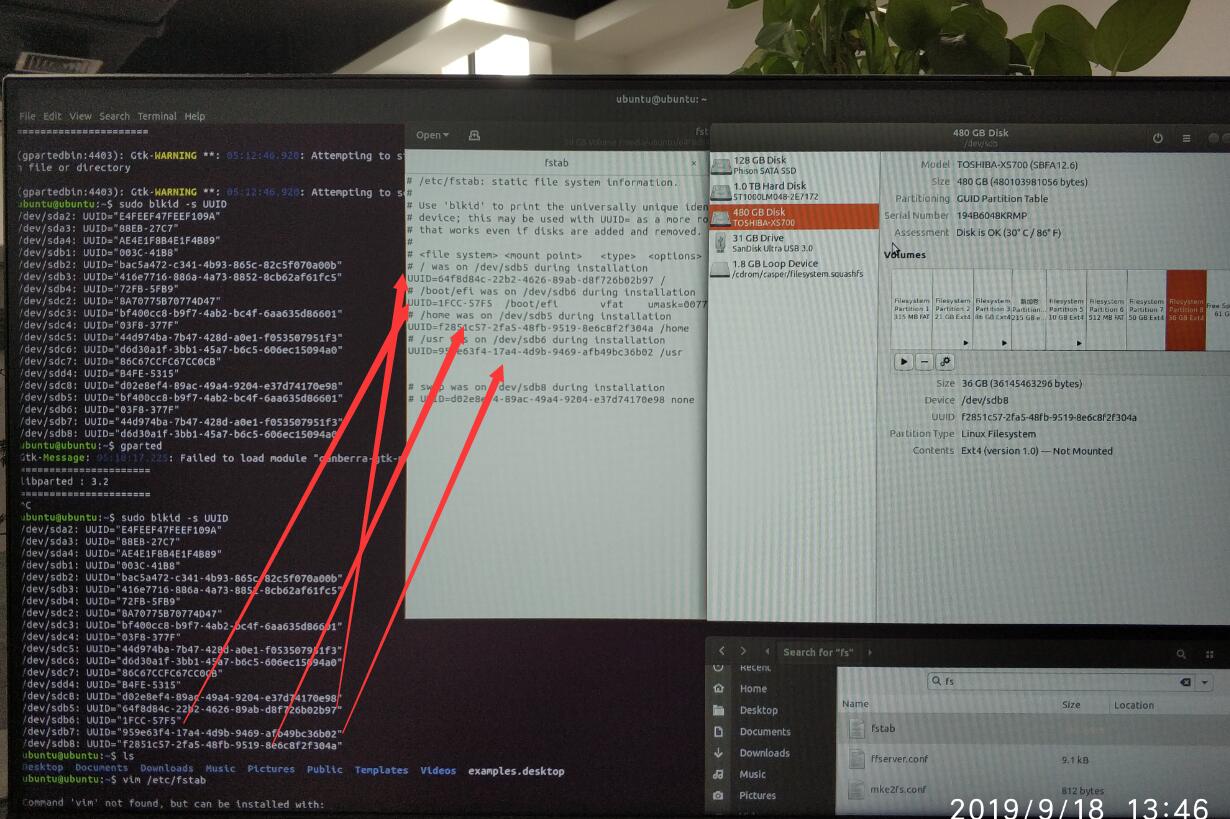 ubuntu@ubuntu: ~
File Edit View Search Terminal Help
======================
(gpartedbin:4403): Gtk-WARNING **: 05:12:46.920: Attempting to s
n file or directory
(gpartedbin:4403): Gtk-WARNING **: 05:12:46.920: Attempting to s
ubuntu@ubuntu:~$ sudo blkid -s UUID
/dev/sda2: UUID="E4FEEF47FEEF109A"
/dev/sda3: UUID="88EB-27C7"
/dev/sda4: UUID="AE4E1F8B4E1F4B89"
/dev/sdb1: UUID="003C-41B8"
/dev/sdb2: UUID="bac5a472-c341-4b93-865c-82c5f070a00b"
/dev/sdb3: UUID="416e7716-886a-4a73-8852-8cb62af61fc5"
/dev/sdb4: UUID="72FB-5FB9"
/dev/sdc2: UUID="8A70775B70774D47"
/dev/sdc3: UUID="bf400cc8-b9f7-4ab2-bc4f-6aa635d86601"
/dev/sdc4: UUID="03F8-377F"
/dev/sdc5: UUID="44d974ba-7b47-428d-a0e1-f053507951f3"
/dev/sdc6: UUID="d6d30a1f-3bb1-45a7-b6c5-606ec15094a0"
/dev/sdc7: UUID="86C67CCFC67CC0CB"
/dev/sdd4: UUID="B4FE-5315"
/dev/sdc8: UUID="d02e8ef4-89ac-49a4-9204-e37d74170e98"
/dev/sdb5: UUID="bf400cc8-b9f7-4ab2-bc4f-6aa635d86601"
/dev/sdb6: UUID="03F8-377F"
/dev/sdb7: UUID="44d974ba-7b47-428d-a0e1-f053507951f3"
/dev/sdb8: UUID="d6d30a1f-3bb1-45a7-b6c5-606ec15094a0"
ubuntu@ubuntu:~$ gparted
Gtk-Message: 05:18:17.225: Failed to load module "canberra-gtk-
======================
libparted : 3.2
======================
^C
ubuntu@ubuntu:~$ sudo blkid -s UUID
/dev/sda2: UUID="E4FEEF47FEEF109A"
/dev/sda3: UUID="88EB-27C7"
/dev/sda4: UUID="AE4E1F8B4E1F4B89"
/dev/sdb1: UUID="003C-41B8"
/dev/sdb2: UUID="bac5a472-c341-4b93-865c-82c5f070a00b"
/dev/sdb3: UUID="416e7716-886a-4a73-8852-8cb62af61fc5"
/dev/sdb4: UUID="72FB-5FB9"
/dev/sdc2: UUID="8A70775B70774D47"
/dev/sdc3: UUID="bf400cc8-b9f7-4ab2-bc4f-6aa635d86601"
/dev/sdc4: UUID="03F8-377F"
/dev/sdc5: UUID="44d974ba-7b47-428d-a0e1-f053507951f3"
/dev/sdc6: UUID="d6d30a1f-3bb1-45a7-b6c5-606ec15094a0"
/dev/sdc7: UUID="86C67CCFC67CC0CB"
/dev/sdd4: UUID="B4FE-5315"
/dev/sdc8: UUID="d02e8ef4-89ac-49a4-9204-e37d74170e98"
/dev/sdb5: UUID="64f8d84c-22b2-4626-89ab-d8f726b02b97"
/dev/sdb6: UUID="1FCC-57F5"
/dev/sdb7: UUID="959e63f4-17a4-4d9b-9469-afb49bc36b02"
/dev/sdb8: UUID="f2851c57-2fa5-48fb-9519-8e6c8f2f304a"
ubuntu@ubuntu:~$ ls
Desktop Documents Downloads Music Pictures Public Templates Videos examples.desktop
ubuntu@ubuntu:~$ vim /etc/fstab
Command 'vim' not found, but can be installed with:
Open
fst
fstab ×
# /etc/fstab: static file system information.
#
# Use 'blkid' to print the universally unique iden
# device; this may be used with UUID= as a more ro
# that works even if disks are added and removed.
#
# <file system> <mount point> <type> <options>
# / was on /dev/sdb5 during installation
UUID=64f8d84c-22b2-4626-89ab-d8f726b02b97 /
# /boot/efi was on /dev/sdb6 during installation
UUID=1FCC-57F5 /boot/efi vfat umask=0077
# /home was on /dev/sdb5 during installation
UUID=f2851c57-2fa5-48fb-9519-8e6c8f2f304a /home
# /usr was on /dev/sdb6 during installation
UUID=959e63f4-17a4-4d9b-9469-afb49bc36b02 /usr
# swap was on /dev/sdb8 during installation
# UUID=d02e8ef4-89ac-49a4-9204-e37d74170e98 none
480 GB Disk
/dev/sdb
128 GB Disk
Phison SATA SSD
1.0 TB Hard Disk
ST1000LM048-2E7172
480 GB Disk
TOSHIBA-XS700
31 GB Drive
SanDisk Ultra USB 3.0
1.8 GB Loop Device
/cdrom/casper/filesystem.squashfs
Model TOSHIBA-XS700 (SBFA12.6)
Size 480 GB (480103981056 bytes)
Partitioning GUID Partition Table
Serial Number 194B6048KRMP
Assessment Disk is OK (30° C / 86° F)
Volumes
Filesystem
Partition 1
315 MB FAT
Filesystem
Partition 2
21 GB Ext4
Filesystem
Partition 3
86 GB Ext4
新加卷
Partition...
215 GB e...
Filesystem
Partition 5
10 GB Ext4
Filesystem
Partition 6
512 MB FAT
Filesystem
Partition 7
50 GB Ext4
Filesystem
Partition 8
36 GB Ext4
Free Sp
61 G
Size 36 GB (36145463296 bytes)
Device /dev/sdb8
UUID f2851c57-2fa5-48fb-9519-8e6c8f2f304a
Partition Type Linux Filesystem
Contents Ext4 (version 1.0) — Not Mounted
Search for "fs"
fs
Recent
Home
Desktop
Documents
Downloads
Music
Pictures
Name Size Location
fstab
ffserver.conf 9.1 kB
mke2fs.conf 812 bytes
2019/9/18 13:46